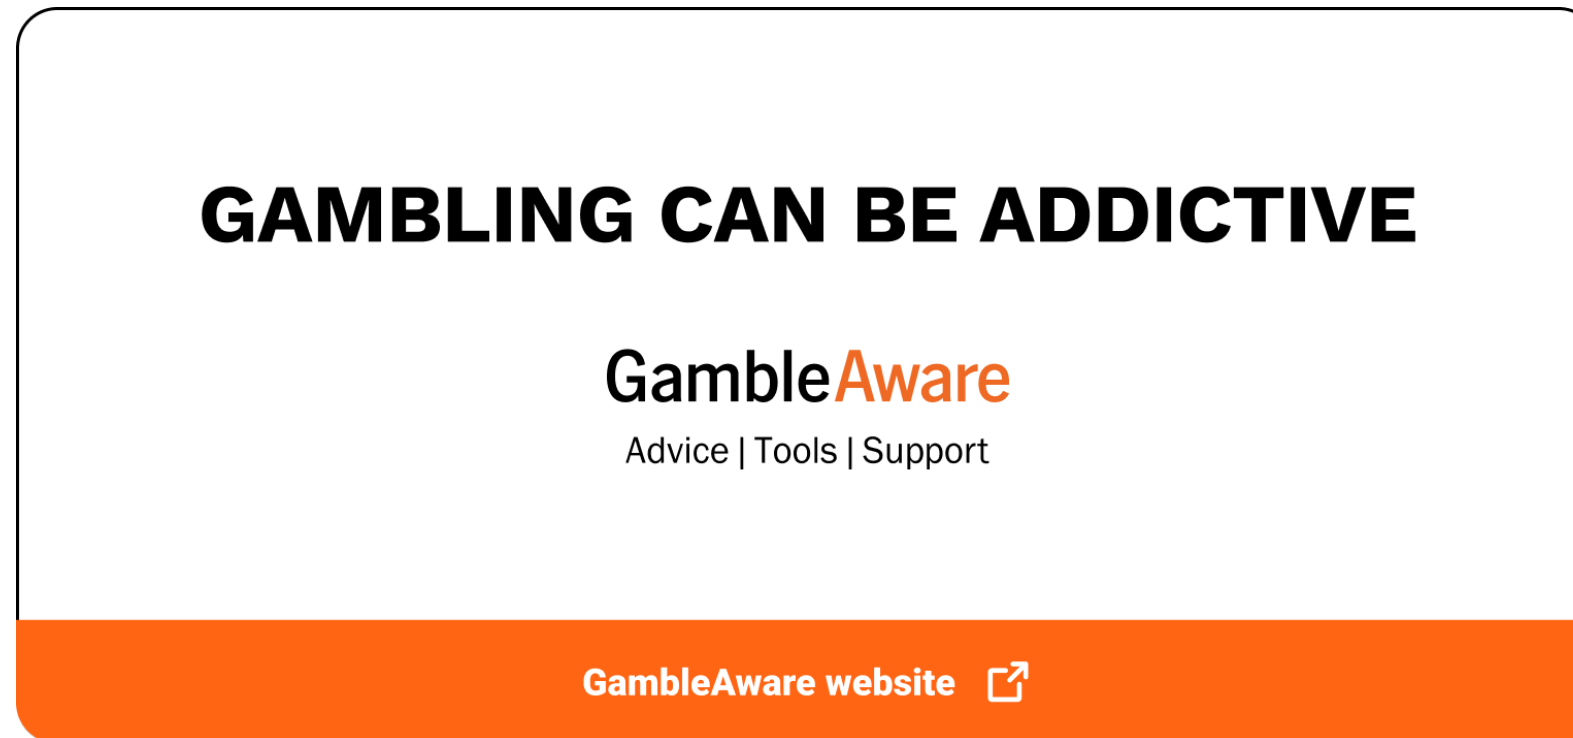 GAMBLING CAN BE ADDICTIVE
GambleAware
Advice | Tools | Support
GambleAware website